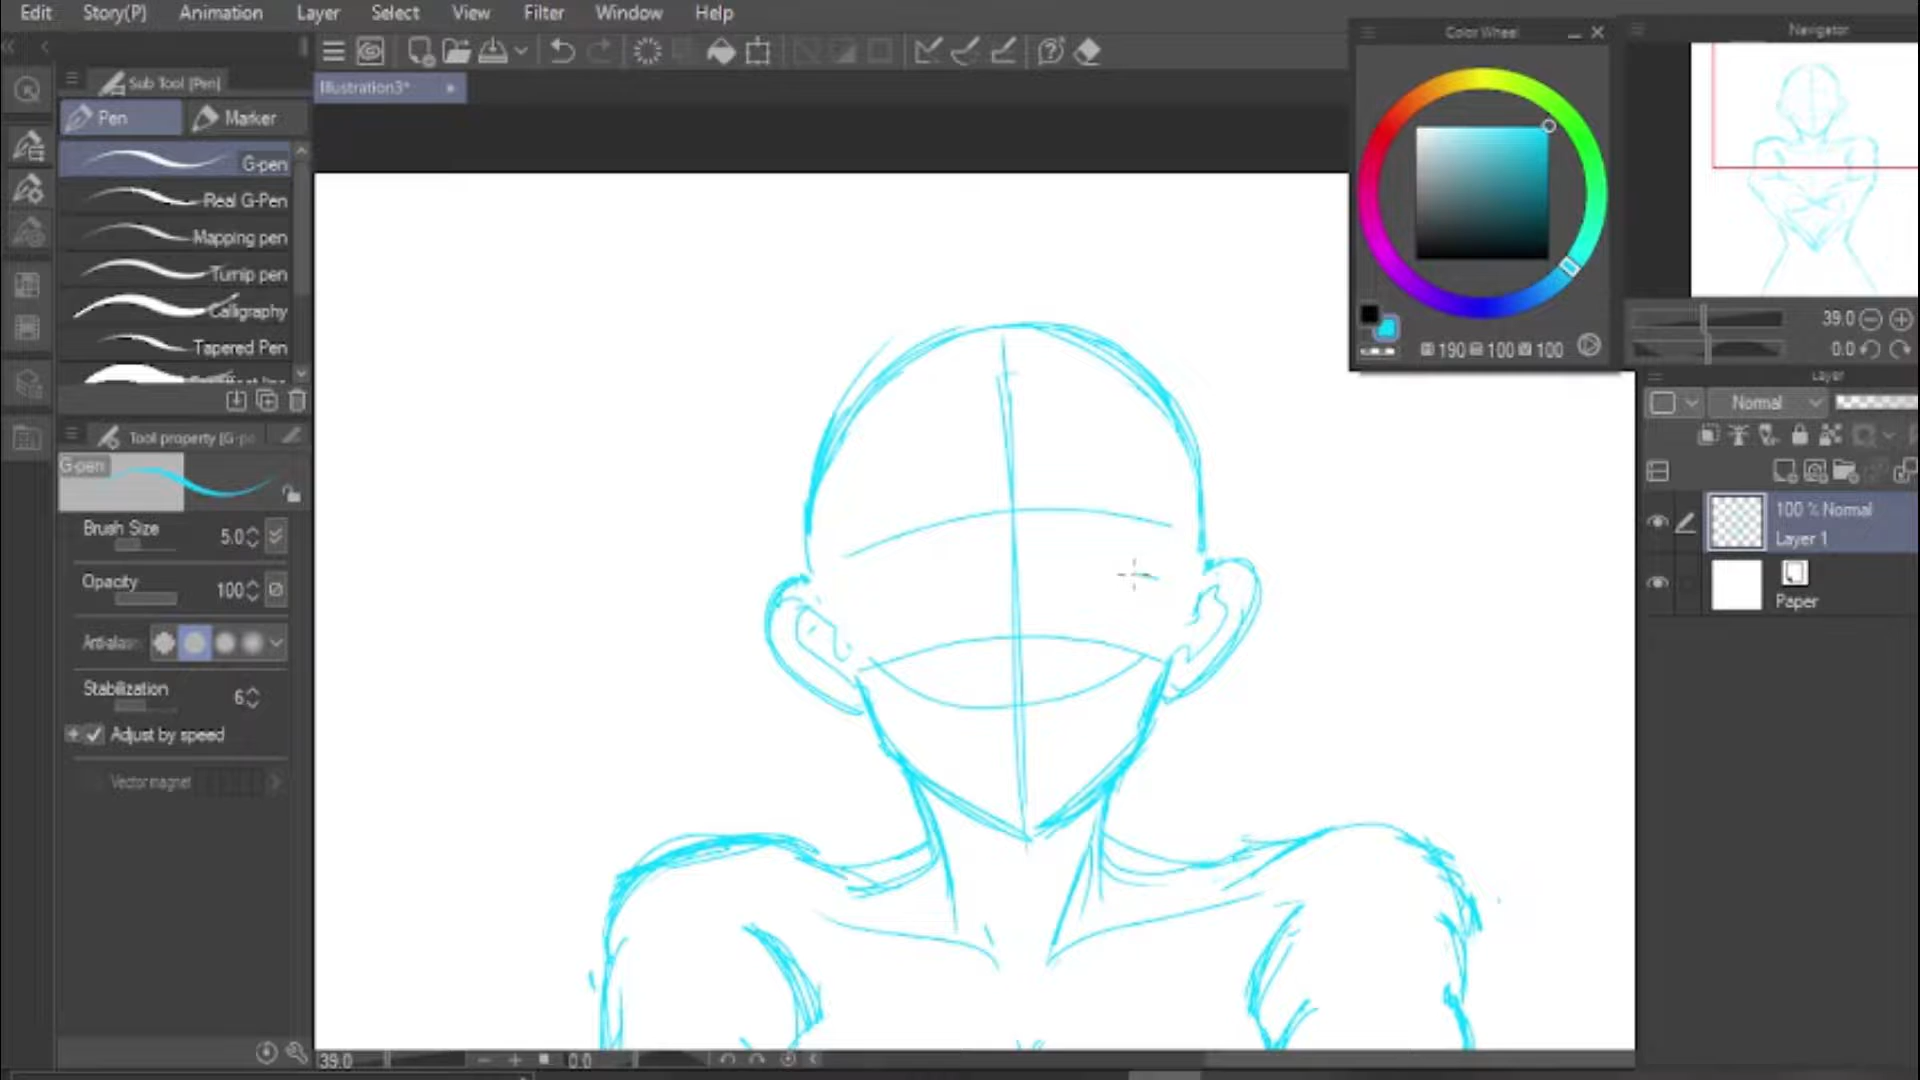 Edit Story(P) Animation Layer Select View Filter Window Help
Color Wheel
Navigator
Sub Tool [Pen]
Illustration3*
Pen Marker
G-pen
Real G-Pen
Mapping pen
Turnip pen
Calligraphy
Tapered Pen
190 100 100
39.0
0.0
Layer
Normal
Tool property [G-pe
G-pen
Brush Size 5.0
Opacity 100
Stabilization 6
Adjust by speed
Vector magnet
100 % Normal
Layer 1
Paper
39.0 0.0